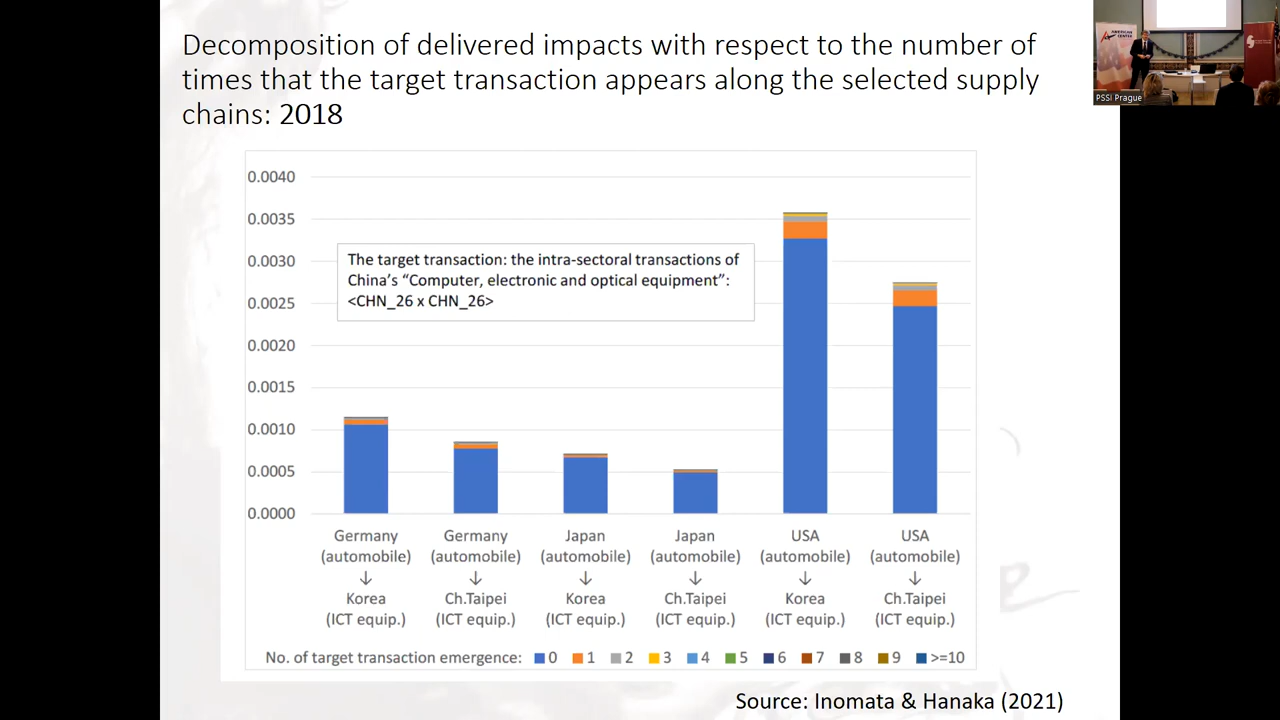 Decomposition of delivered impacts with respect to the number of
times that the target transaction appears along the selected supply
chains: 2018
AMERICAN
CENTER
PSSI Prague
0.0040
0.0035
0.0030
0.0025
0.0020
0.0015
0.0010
0.0005
0.0000
The target transaction: the intra-sectoral transactions of
China's “Computer, electronic and optical equipment”:
<CHN_26 x CHN_26>
Germany
(automobile)
↓
Korea
(ICT equip.)
Germany
(automobile)
↓
Ch.Taipei
(ICT equip.)
Japan
(automobile)
↓
Korea
(ICT equip.)
Japan
(automobile)
↓
Ch.Taipei
(ICT equip.)
USA
(automobile)
↓
Korea
(ICT equip.)
USA
(automobile)
↓
Ch.Taipei
(ICT equip.)
No. of target transaction emergence: 0 1 2 3 4 5 6 7 8 9 >=10
Source: Inomata & Hanaka (2021)